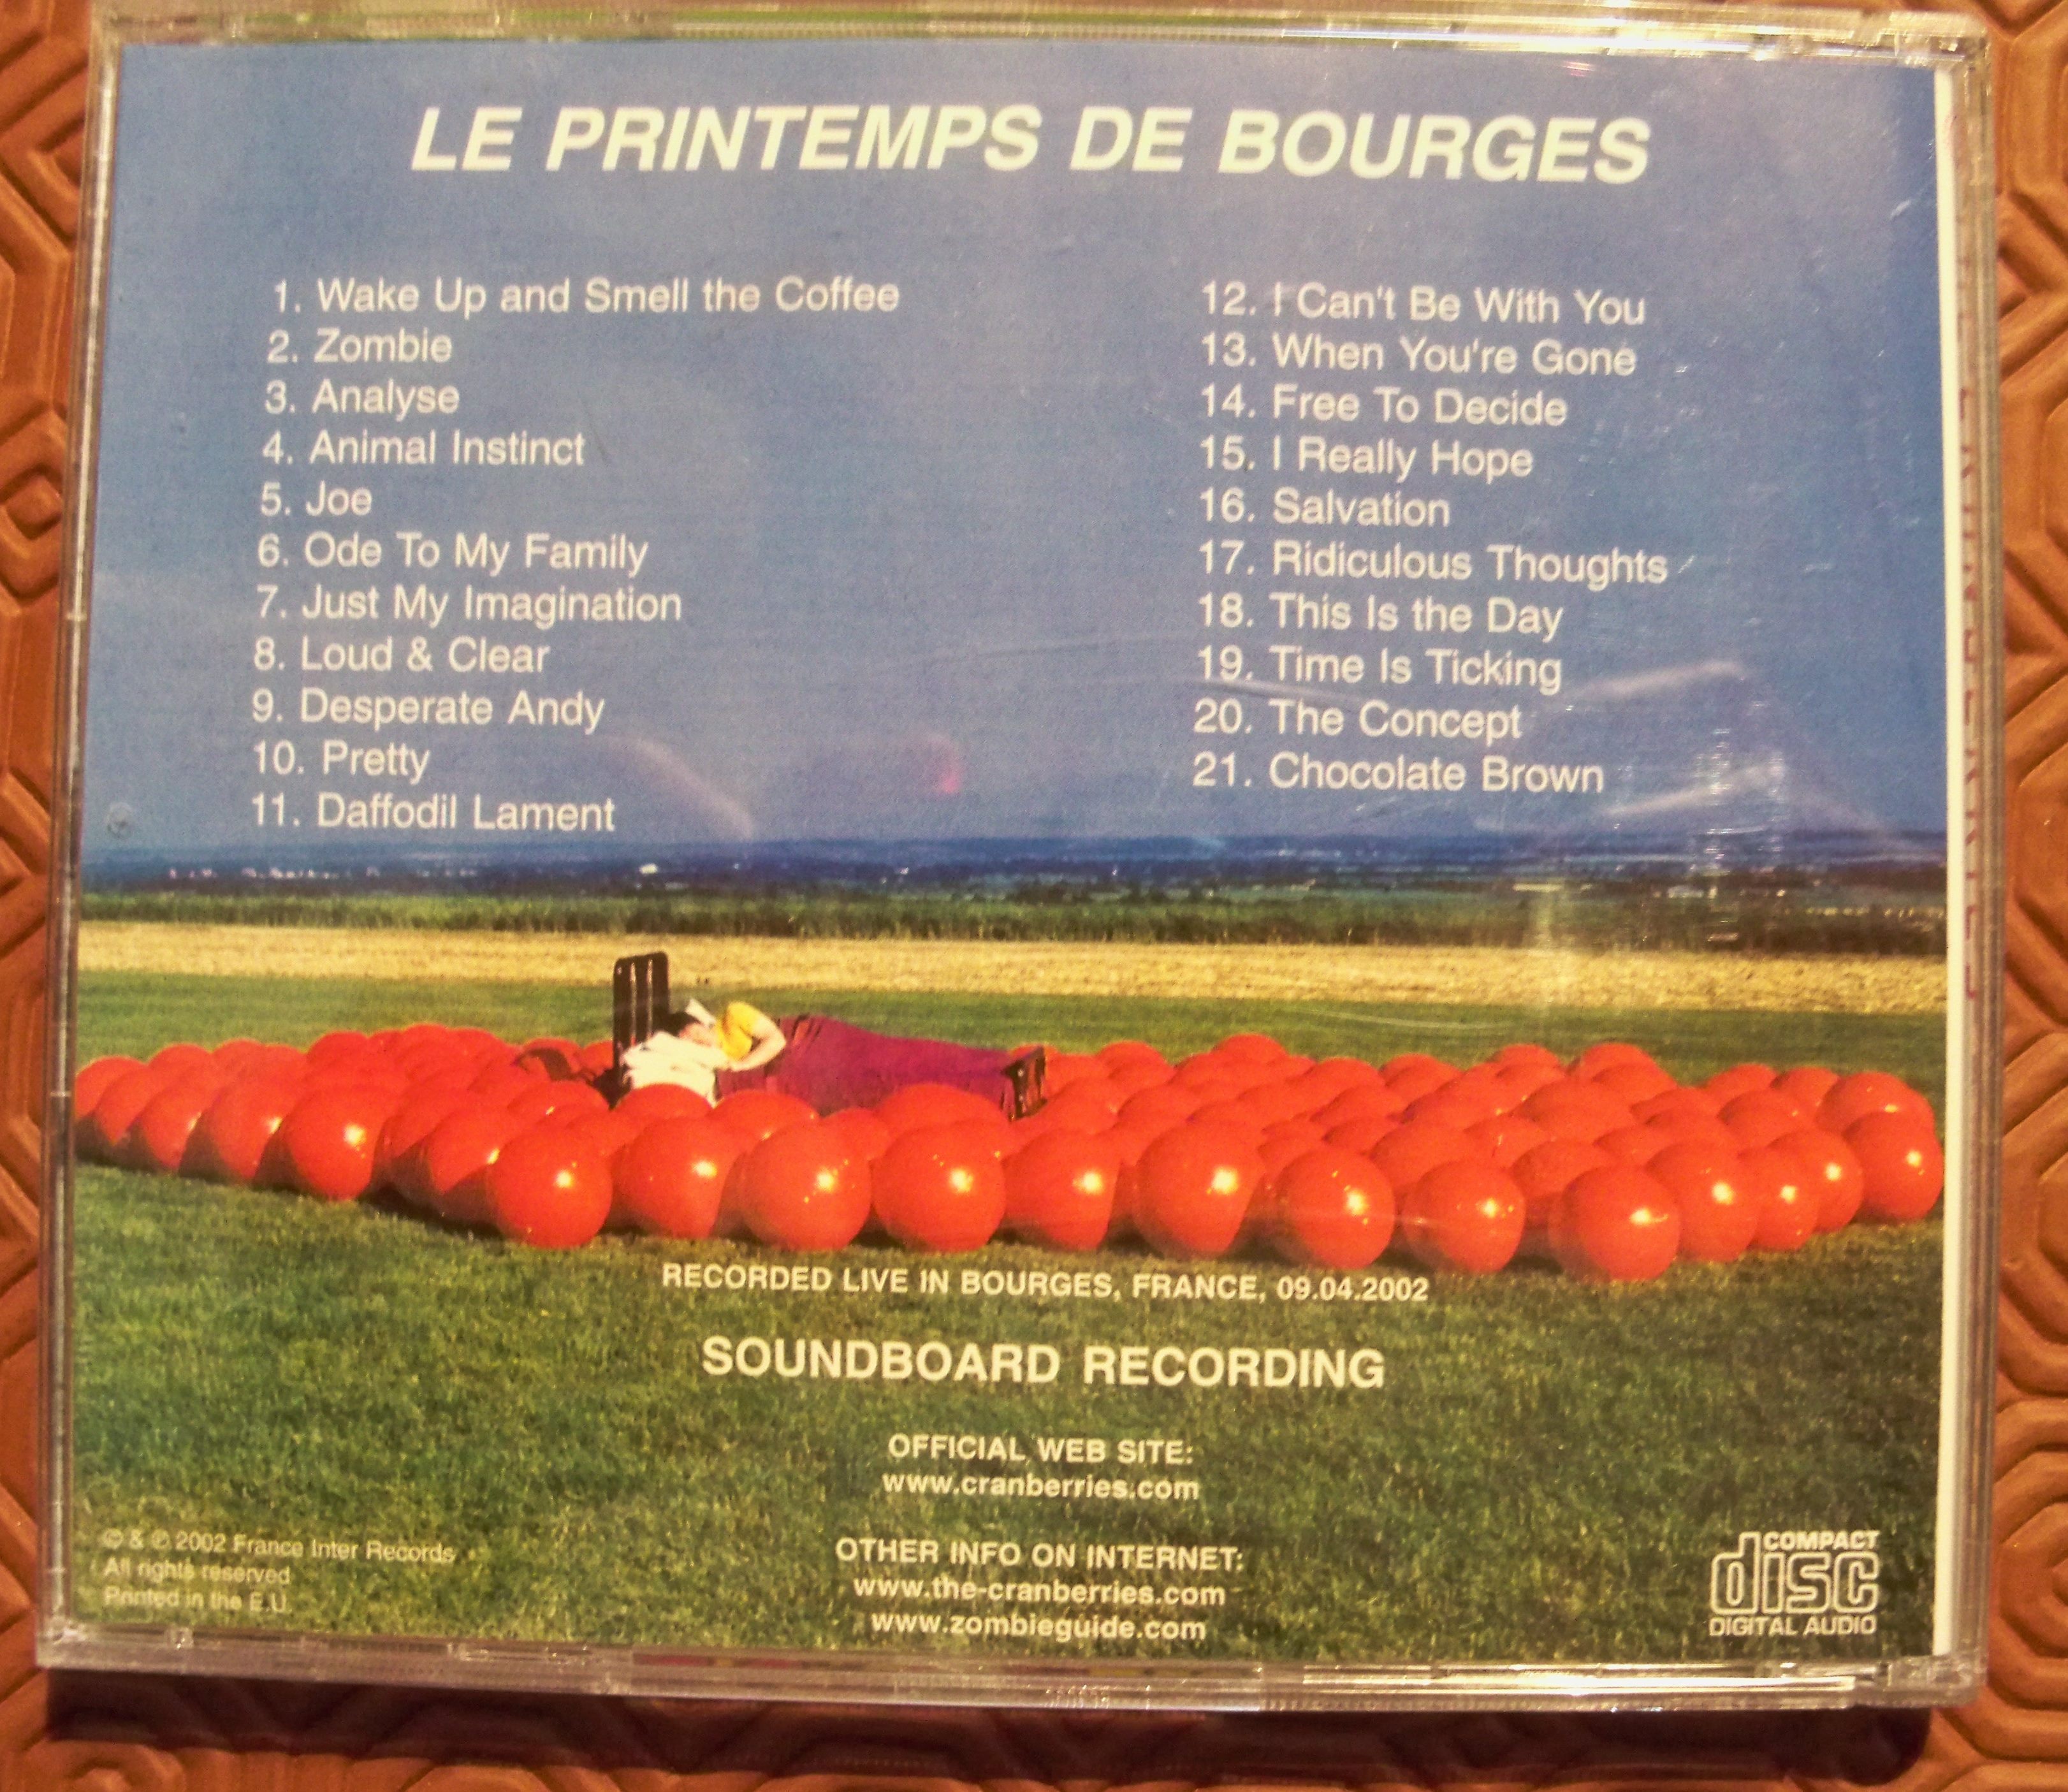 LE PRINTEMPS DE BOURGES
1. Wake Up and Smell the Coffee
2. Zombie
3. Analyse
4. Animal Instinct
5. Joe
6. Ode To My Family
7. Just My Imagination
8. Loud & Clear
9. Desperate Andy
10. Pretty
11. Daffodil Lament
12. I Can't Be With You
13. When You're Gone
14. Free To Decide
15. I Really Hope
16. Salvation
17. Ridiculous Thoughts
18. This Is the Day
19. Time Is Ticking
20. The Concept
21. Chocolate Brown
RECORDED LIVE IN BOURGES, FRANCE, 09.04.2002
SOUNDBOARD RECORDING
OFFICIAL WEB SITE:
www.cranberries.com
OTHER INFO ON INTERNET:
www.the-cranberries.com
www.zombieguide.com
© & ℗ 2002 France Inter Records
All rights reserved
Printed in the E.U.
COMPACT
disc
DIGITAL AUDIO